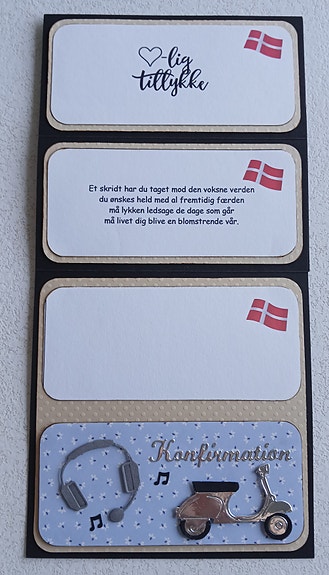 ♡-lig
tillykke
Et skridt har du taget mod den voksne verden
du ønskes held med al fremtidig færden
må lykken ledsage de dage som går
må livet dig blive en blomstrende vår.
Konfirmation